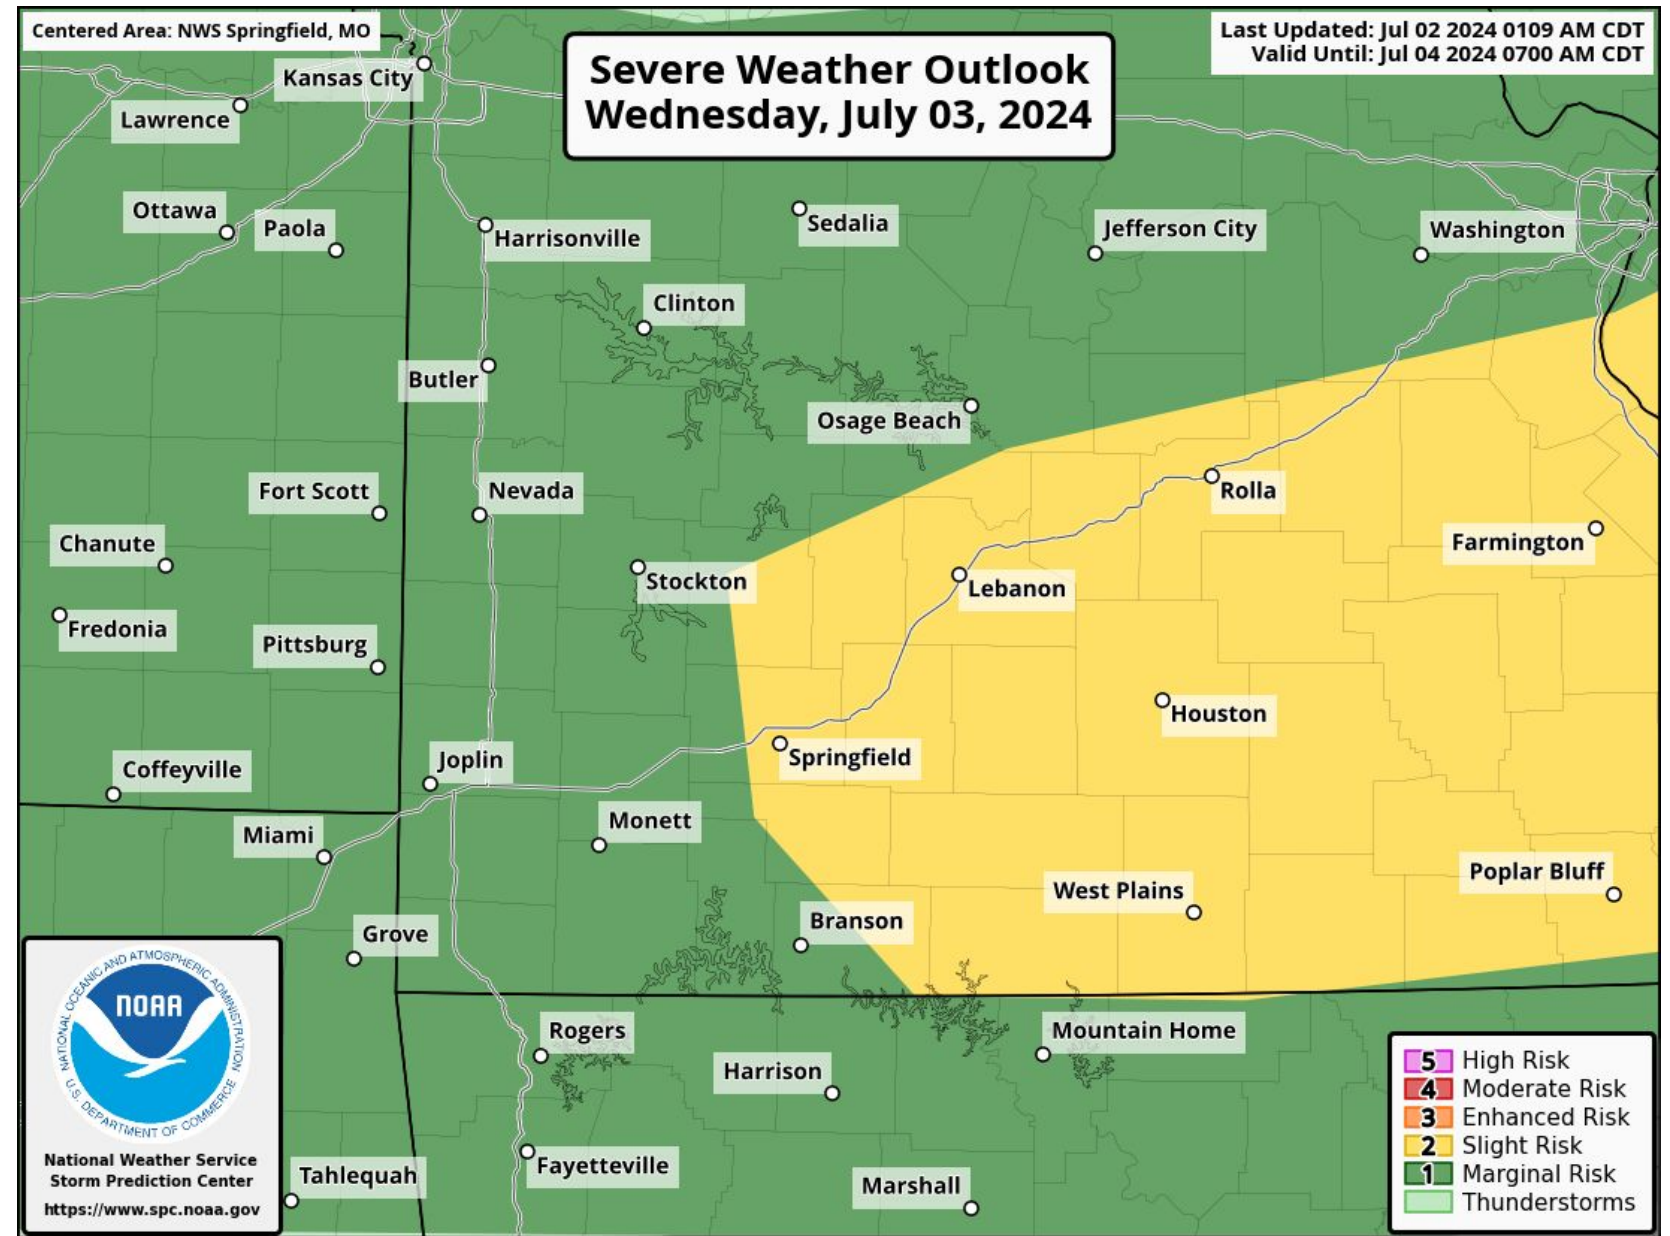 Centered Area: NWS Springfield, MO
Last Updated: Jul 02 2024 0109 AM CDT
Valid Until: Jul 04 2024 0700 AM CDT
Severe Weather Outlook
Wednesday, July 03, 2024
Kansas City
Lawrence
Ottawa
Paola
Harrisonville
Sedalia
Jefferson City
Washington
Clinton
Butler
Osage Beach
Fort Scott
Nevada
Rolla
Chanute
Farmington
Stockton
Lebanon
Fredonia
Pittsburg
Houston
Springfield
Joplin
Coffeyville
Monett
Miami
Poplar Bluff
West Plains
Branson
Grove
Rogers
Mountain Home
Harrison
Fayetteville
Tahlequah
Marshall
NATIONAL OCEANIC AND ATMOSPHERIC ADMINISTRATION
NOAA
U.S. DEPARTMENT OF COMMERCE
National Weather Service
Storm Prediction Center
https://www.spc.noaa.gov
5 High Risk
4 Moderate Risk
3 Enhanced Risk
2 Slight Risk
1 Marginal Risk
Thunderstorms